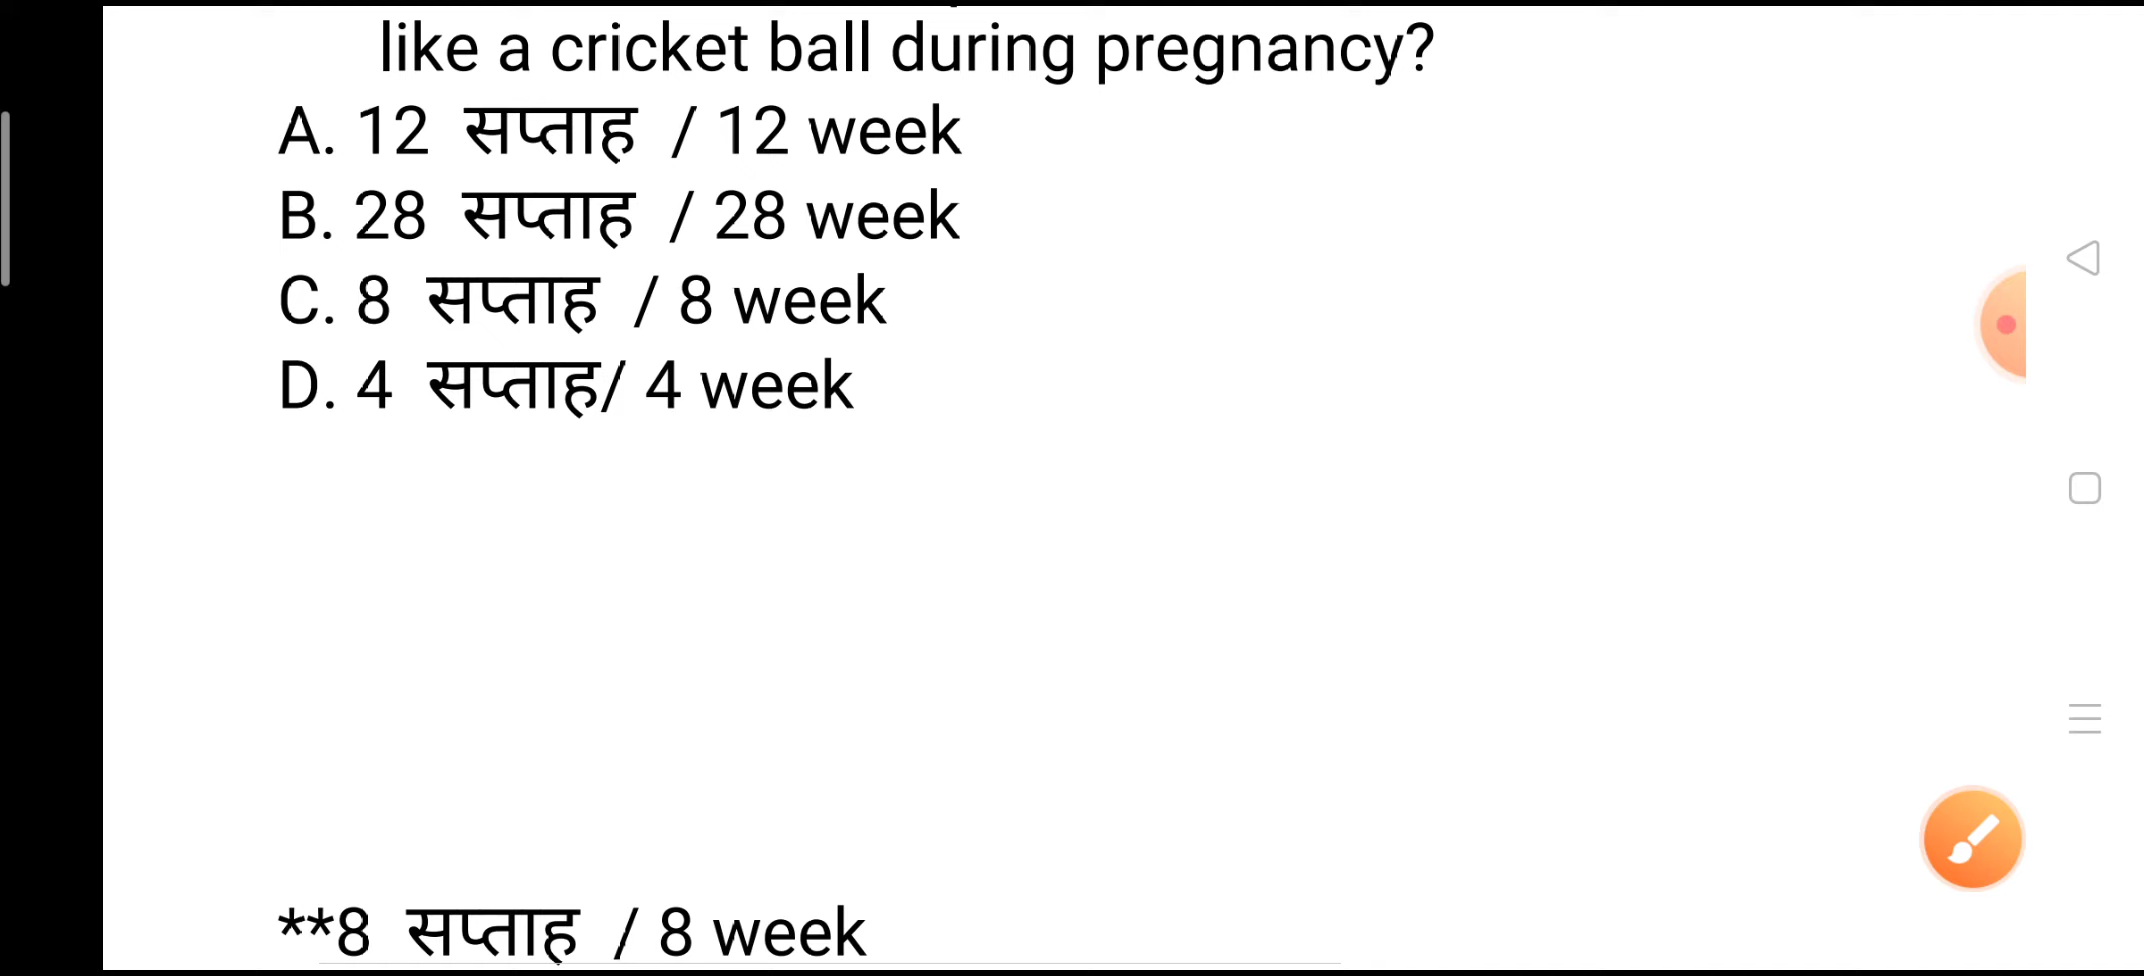 like a cricket ball during pregnancy?
A. 12 सप्ताह / 12 week
B. 28 सप्ताह / 28 week
C. 8 सप्ताह / 8 week
D. 4 सप्ताह/ 4 week
**8 सप्ताह / 8 week